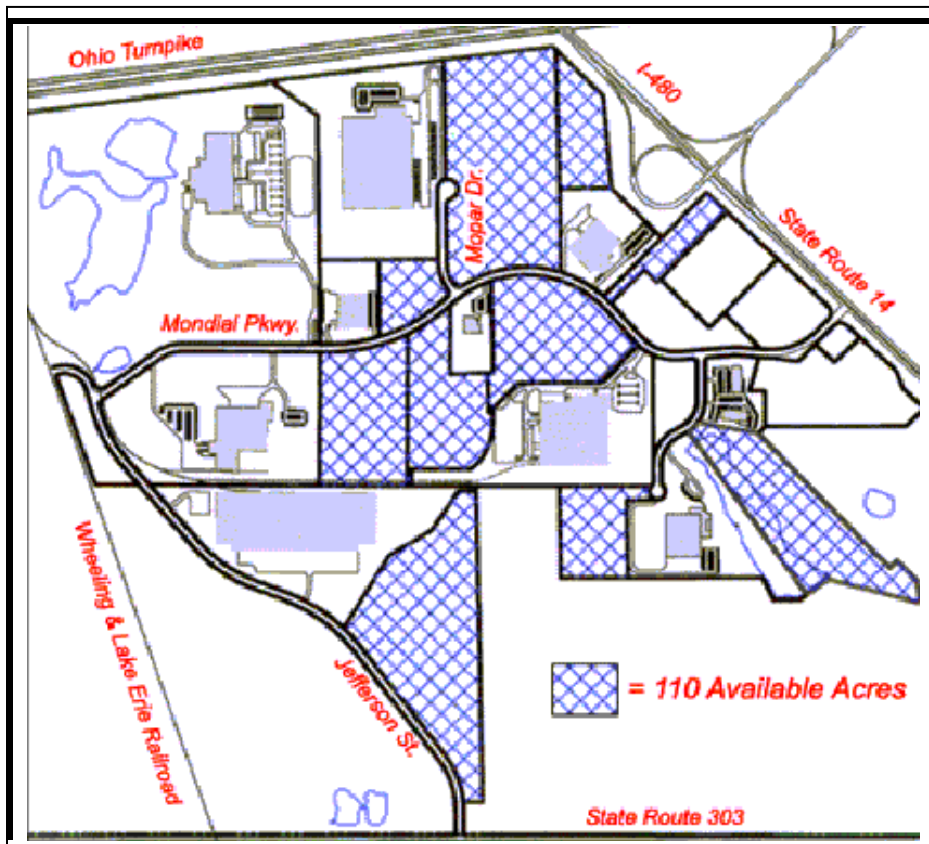 Ohio Turnpike
I-480
Mopar Dr.
State Route 14
Mondial Pkwy.
Wheeling & Lake Erie Railroad
Jefferson St.
= 110 Available Acres
State Route 303